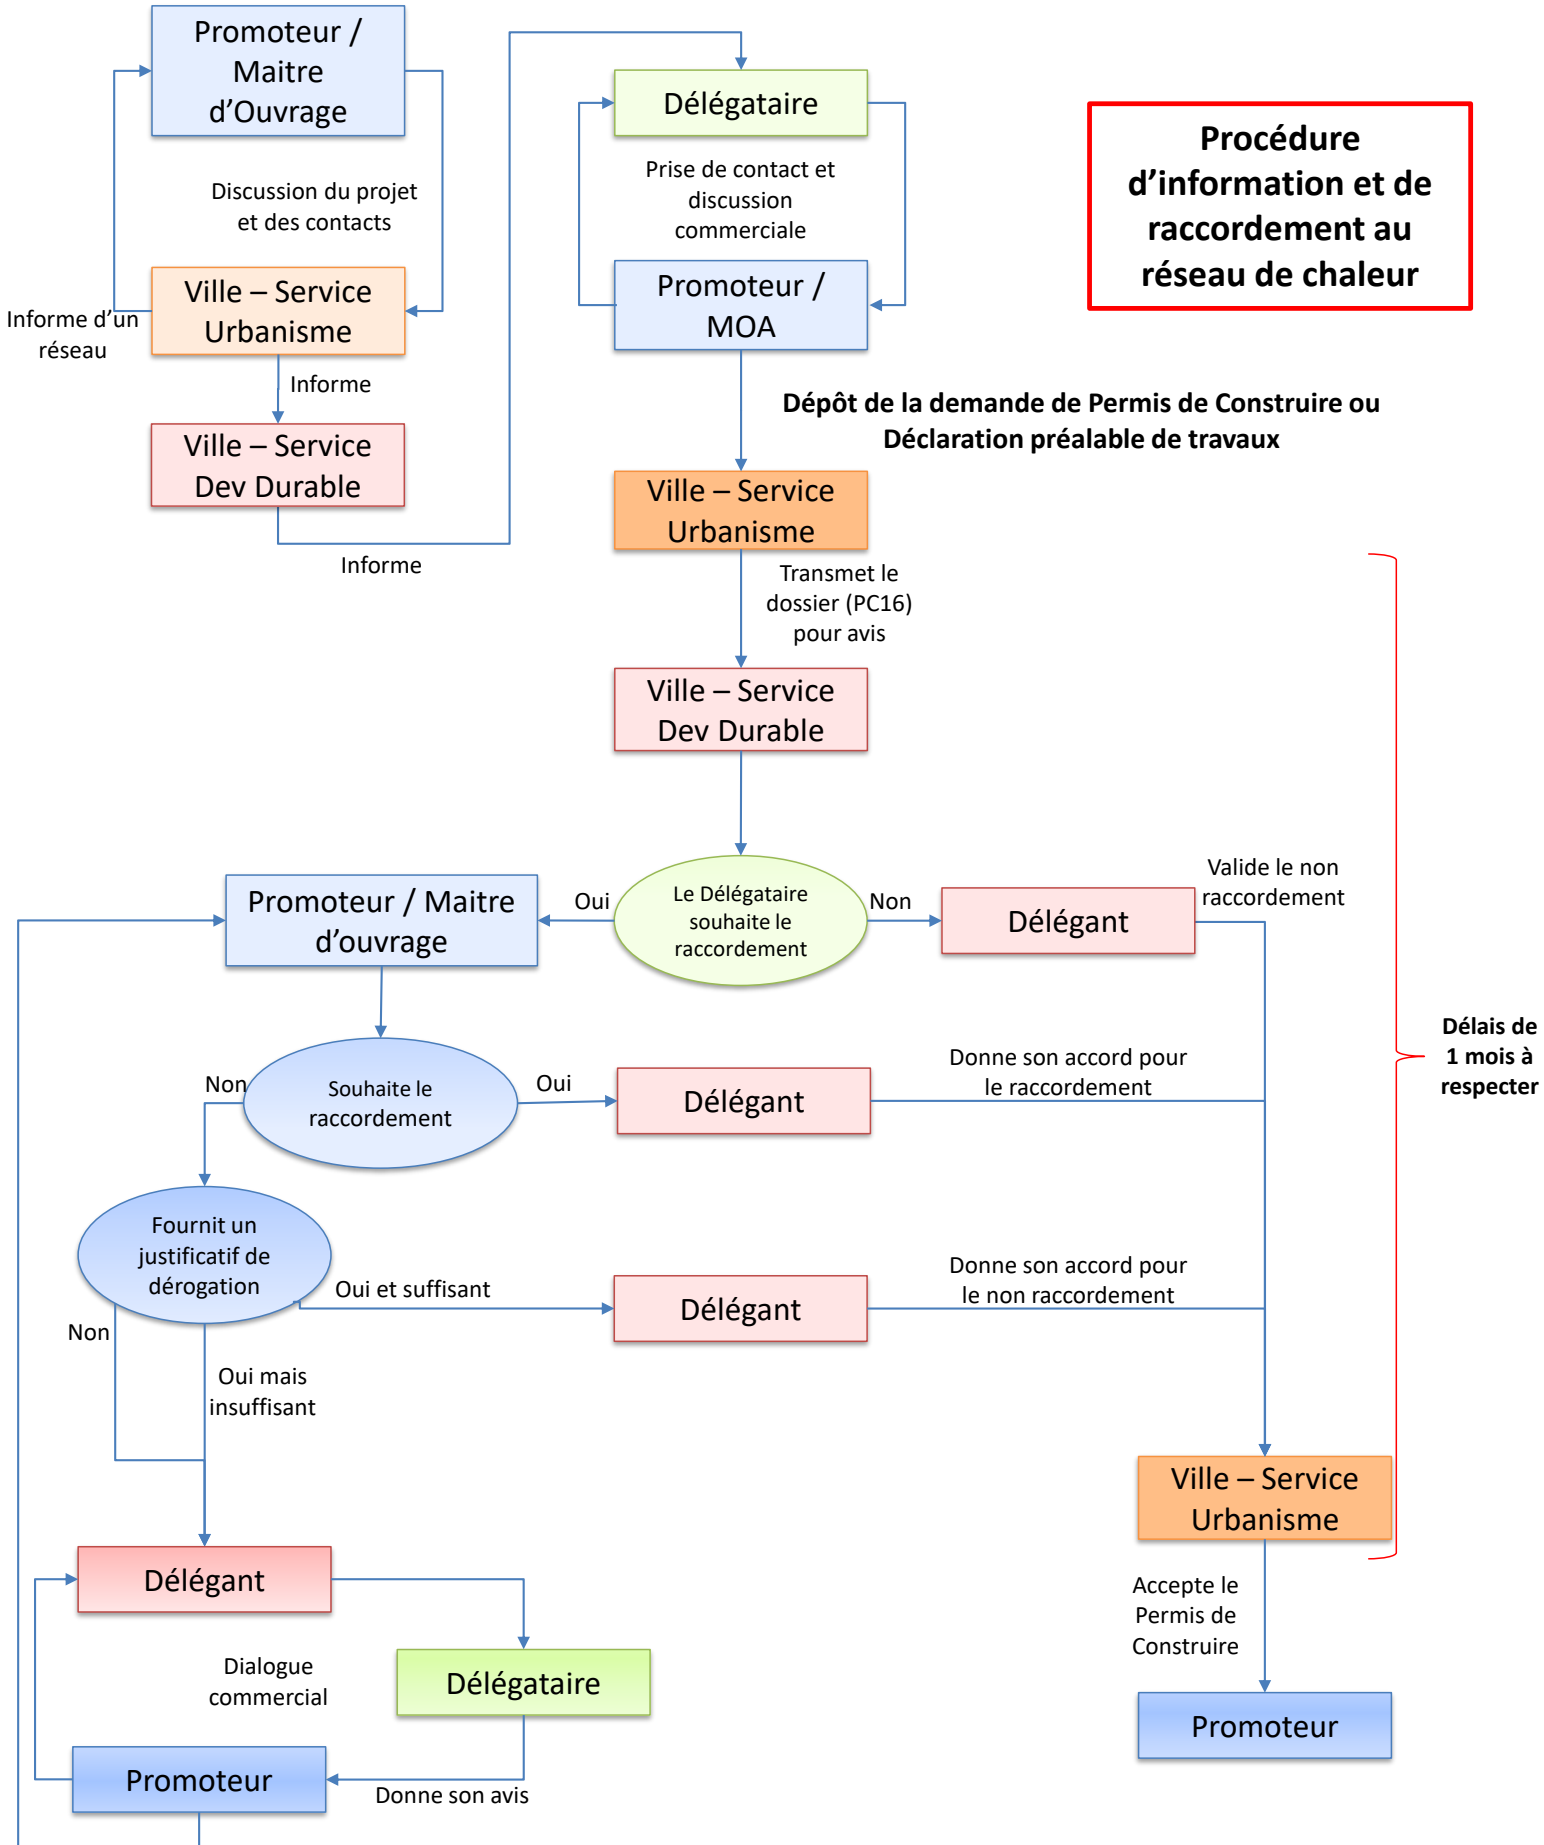 Promoteur /
Maitre
d’Ouvrage
Discussion du projet
et des contacts
Ville – Service
Urbanisme
Informe d’un
réseau
Informe
Ville – Service
Dev Durable
Informe
Délégataire
Prise de contact et
discussion
commerciale
Promoteur /
MOA
Procédure
d’information et de
raccordement au
réseau de chaleur
Dépôt de la demande de Permis de Construire ou
Déclaration préalable de travaux
Ville – Service
Urbanisme
Transmet le
dossier (PC16)
pour avis
Ville – Service
Dev Durable
Le Délégataire
souhaite le
raccordement
Oui
Non
Promoteur / Maitre
d'ouvrage
Délégant
Valide le non
raccordement
Souhaite le
raccordement
Non
Oui
Délégant
Donne son accord pour
le raccordement
Délais de
1 mois à
respecter
Fournit un
justificatif de
dérogation
Oui et suffisant
Délégant
Donne son accord pour
le non raccordement
Non
Oui mais
insuffisant
Ville – Service
Urbanisme
Délégant
Accepte le
Permis de
Construire
Dialogue
commercial
Délégataire
Promoteur
Promoteur
Donne son avis